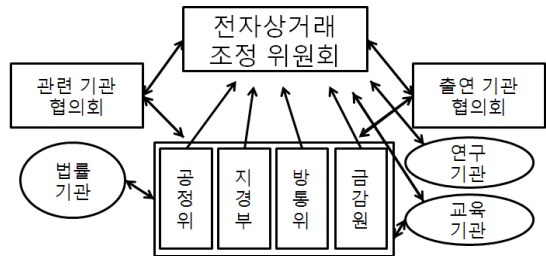 전자상거래
조정 위원회
관련 기관
협의회
출연 기관
협의회
법률
기관
공정위
지경부
방통위
금감원
연구
기관
교육
기관